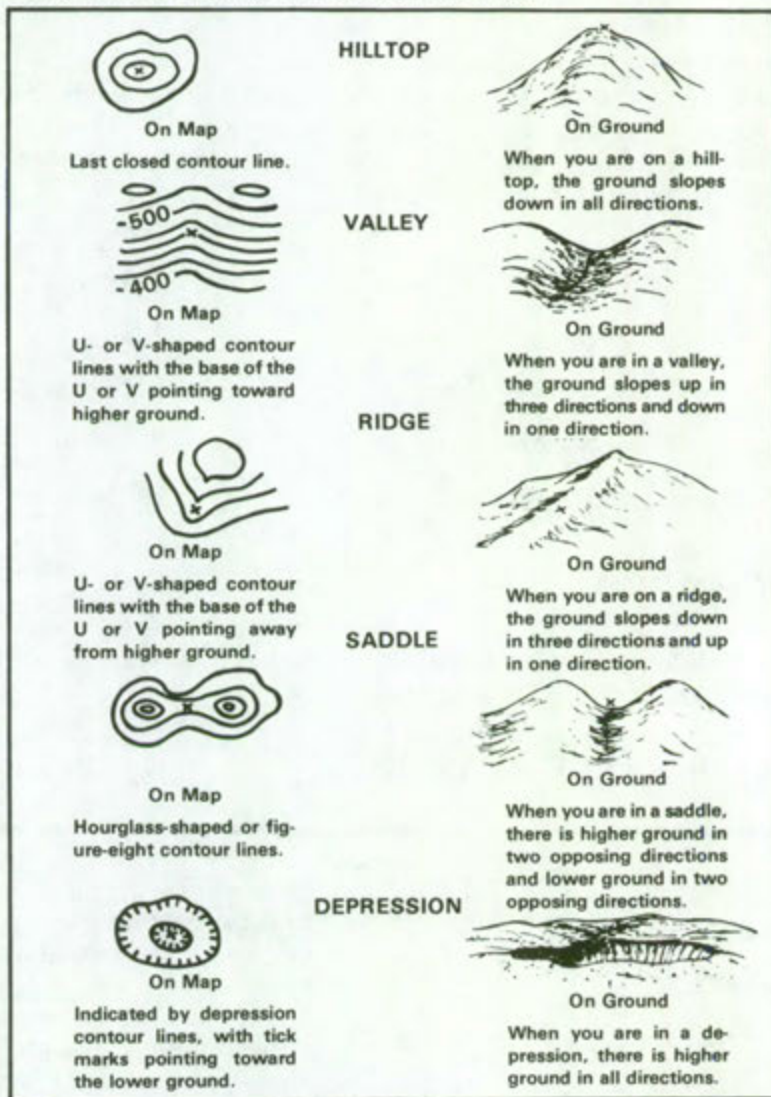 HILLTOP
On Map
Last closed contour line.
On Ground
When you are on a hill-
top, the ground slopes
down in all directions.
VALLEY
-500
-400
On Map
U- or V-shaped contour
lines with the base of the
U or V pointing toward
higher ground.
On Ground
When you are in a valley,
the ground slopes up in
three directions and down
in one direction.
RIDGE
On Map
U- or V-shaped contour
lines with the base of the
U or V pointing away
from higher ground.
On Ground
When you are on a ridge,
the ground slopes down
in three directions and up
in one direction.
SADDLE
On Map
Hourglass-shaped or fig-
ure-eight contour lines.
On Ground
When you are in a saddle,
there is higher ground in
two opposing directions
and lower ground in two
opposing directions.
DEPRESSION
On Map
Indicated by depression
contour lines, with tick
marks pointing toward
the lower ground.
On Ground
When you are in a de-
pression, there is higher
ground in all directions.